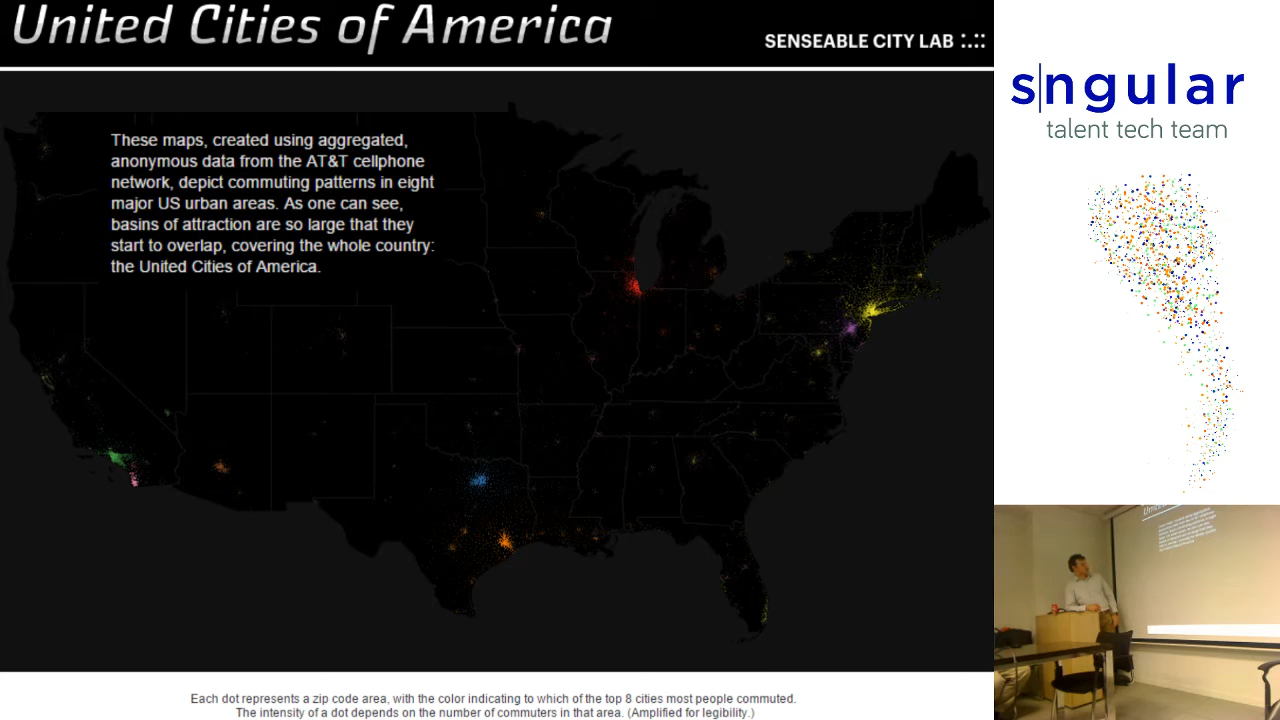 United Cities of America
SENSEABLE CITY LAB
These maps, created using aggregated,
anonymous data from the AT&T cellphone
network, depict commuting patterns in eight
major US urban areas. As one can see,
basins of attraction are so large that they
start to overlap, covering the whole country:
the United Cities of America.
Each dot represents a zip code area, with the color indicating to which of the top 8 cities most people commuted.
The intensity of a dot depends on the number of commuters in that area. (Amplified for legibility.)
s|ngular
talent tech team